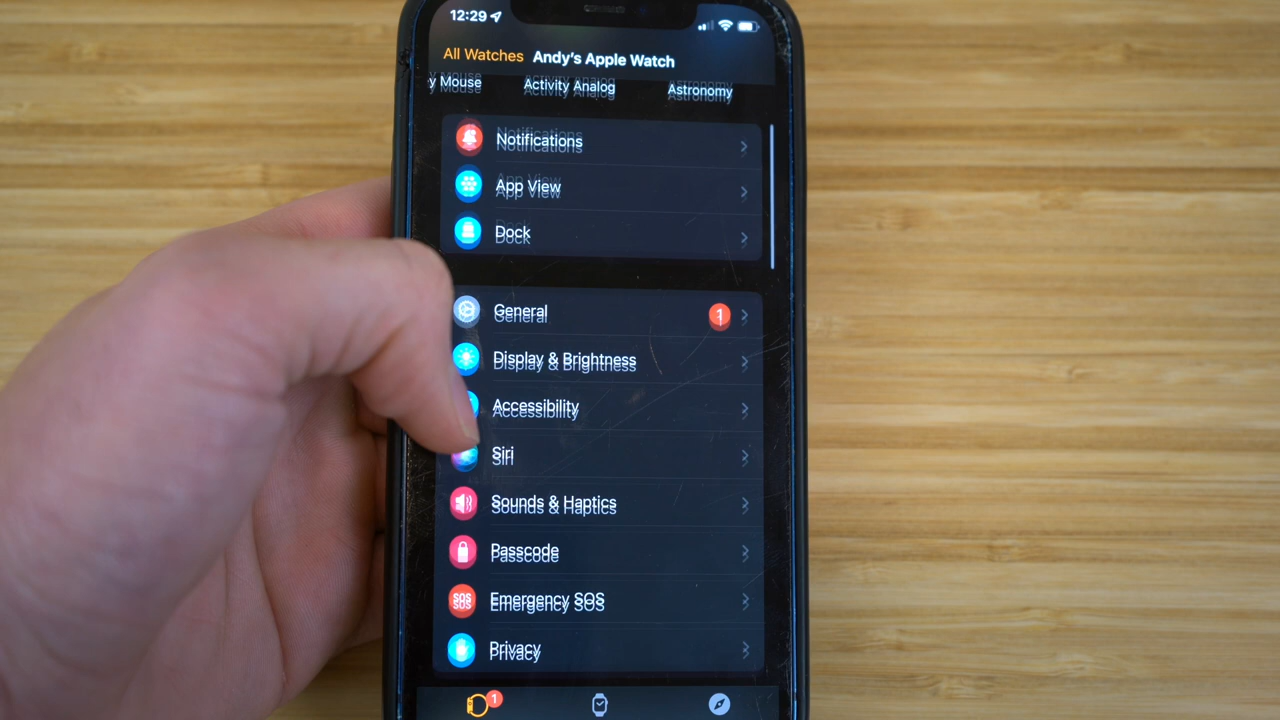 12:29
All Watches Andy's Apple Watch
y Mouse Activity Analog Astronomy
Notifications
App View
Dock
General 1
Display & Brightness
Accessibility
Siri
Sounds & Haptics
Passcode
SOS Emergency SOS
Privacy
1